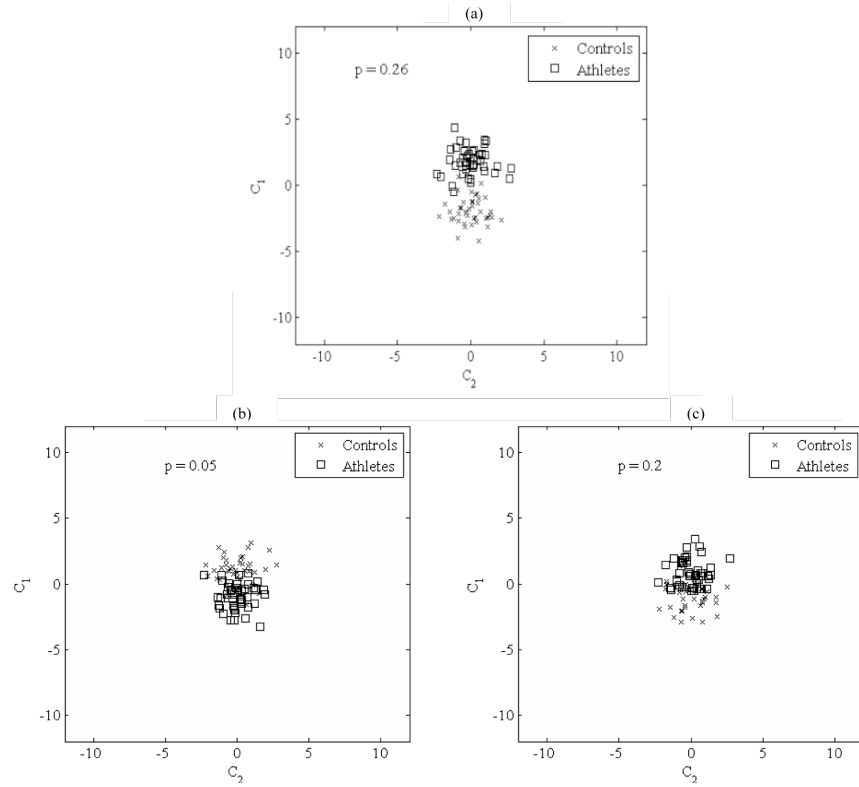 (a)
10
5
0
-5
-10
-10
-5
0
5
10
C1
C2
p = 0.26
Controls
Athletes
(b)
10
5
0
-5
-10
-10
-5
0
5
10
C1
C2
p = 0.05
Controls
Athletes
(c)
10
5
0
-5
-10
-10
-5
0
5
10
C1
C2
p = 0.2
Controls
Athletes